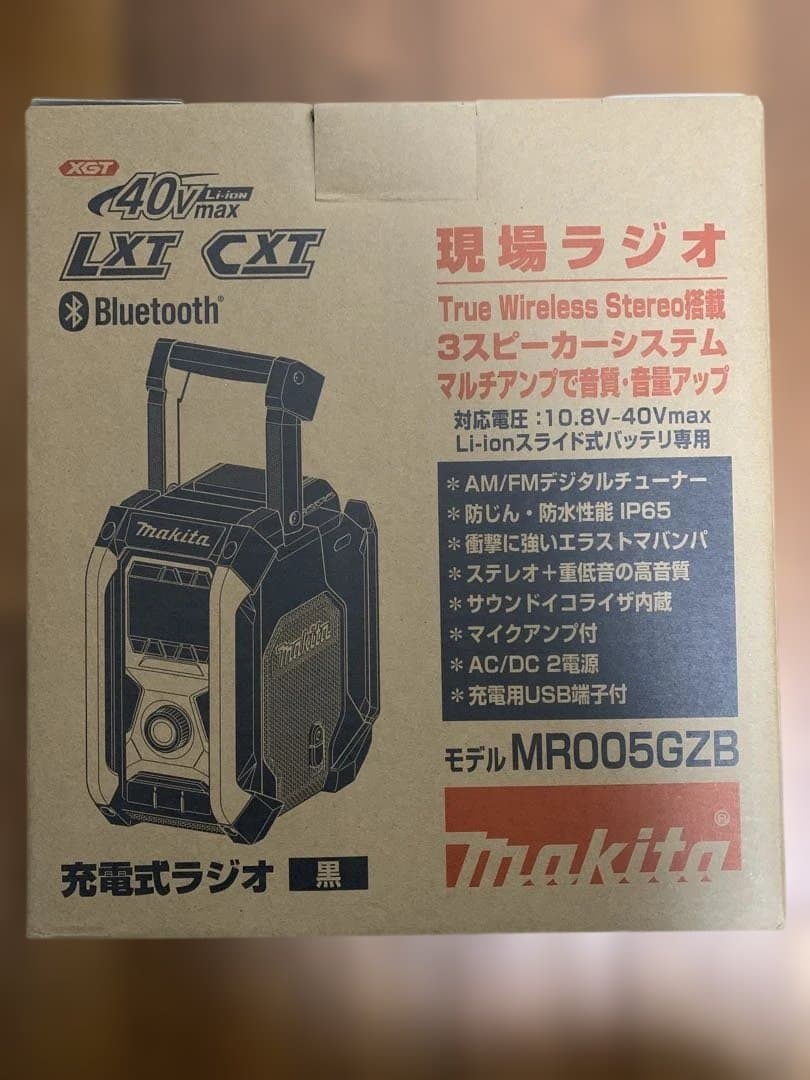 XGT
40Vmax Li-ion
LXT CXT
Bluetooth®
現場ラジオ
True Wireless Stereo搭載
3スピーカーシステム
マルチアンプで音質・音量アップ
対応電圧:10.8V-40Vmax
Li-ionスライド式バッテリ専用
*AM/FMデジタルチューナー
*防じん・防水性能 IP65
*衝撃に強いエラストマバンパ
*ステレオ+重低音の高音質
*サウンドイコライザ内蔵
*マイクアンプ付
*AC/DC 2電源
*充電用USB端子付
makita
makita
モデル MR005GZB
makita®
充電式ラジオ 黒